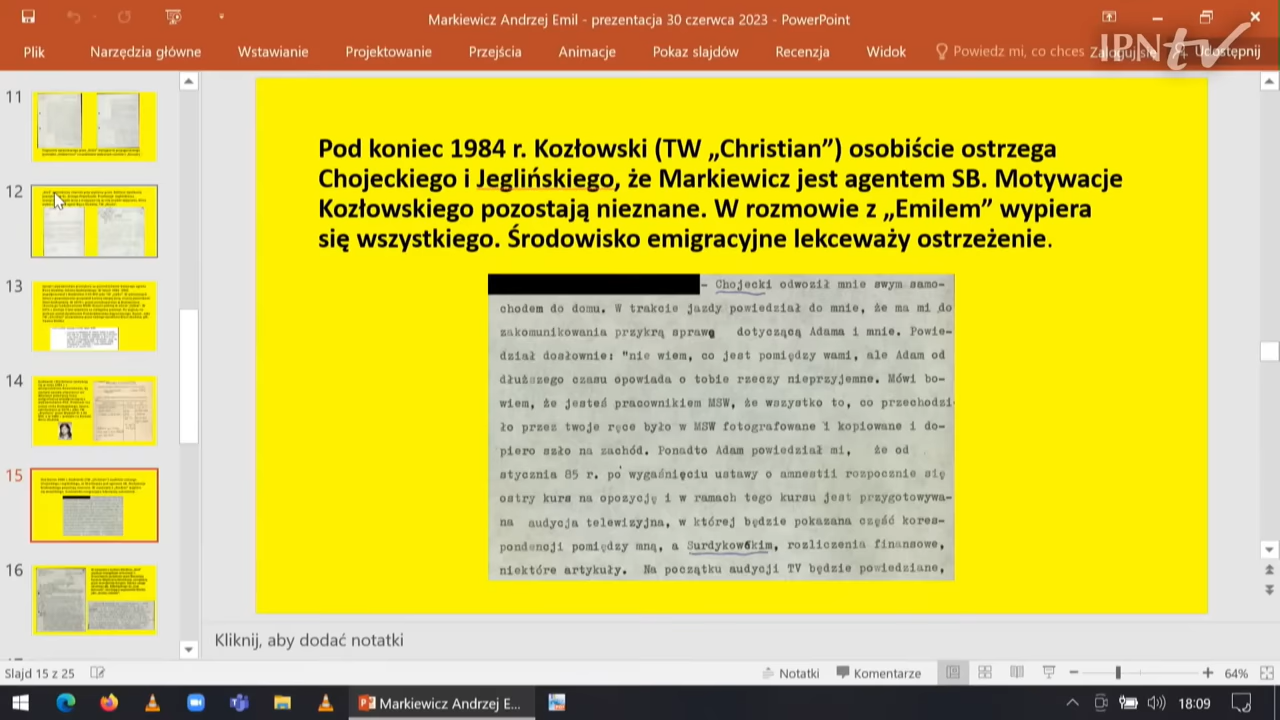 Markiewicz Andrzej Emil - prezentacja 30 czerwca 2023 - PowerPoint
Plik Narzędzia główne Wstawianie Projektowanie Przejścia Animacje Pokaz slajdów Recenzja Widok Powiedz mi, co chces Zaloguj się Udostępnij
IPNtv
11
12
13
14
15
16
Pod koniec 1984 r. Kozłowski (TW „Christian”) osobiście ostrzega
Chojeckiego i Jeglińskiego, że Markiewicz jest agentem SB. Motywacje
Kozłowskiego pozostają nieznane. W rozmowie z „Emilem” wypiera
się wszystkiego. Środowisko emigracyjne lekceważy ostrzeżenie.
- Chojecki odwoził mnie swym samo-
chodem do domu. W trakcie jazdy powiedział do mnie, że ma mi do
zakomunikowania przykrą sprawę dotyczącą Adama i mnie. Powie-
dział dosłownie: "nie wiem, co jest pomiędzy wami, ale Adam od
dłuższego czasu opowiada o tobie rzeczy nieprzyjemne. Mówi bo-
wiem, że jesteś pracownikiem MSW, że wszystko to, co przechodzi
ło przez twoje ręce było w MSW fotografowane i kopiowane i do-
piero szło na zachód. Ponadto Adam powiedział mi, że od
stycznia 85 r. po wygaśnięciu ustawy o amnestii rozpocznie się
ostry kurs na opozycję i w ramach tego kursu jest przygotowywa-
na audycja telewizyjna, w której będzie pokazana część kores-
pondencji pomiędzy mną, a Surdykowskim, rozliczenia finansowe,
niektóre artykuły. Na początku audycji TV będzie powiedziane,
Kliknij, aby dodać notatki
Slajd 15 z 25 Notatki Komentarze 64%
Markiewicz Andrzej E... 18:09